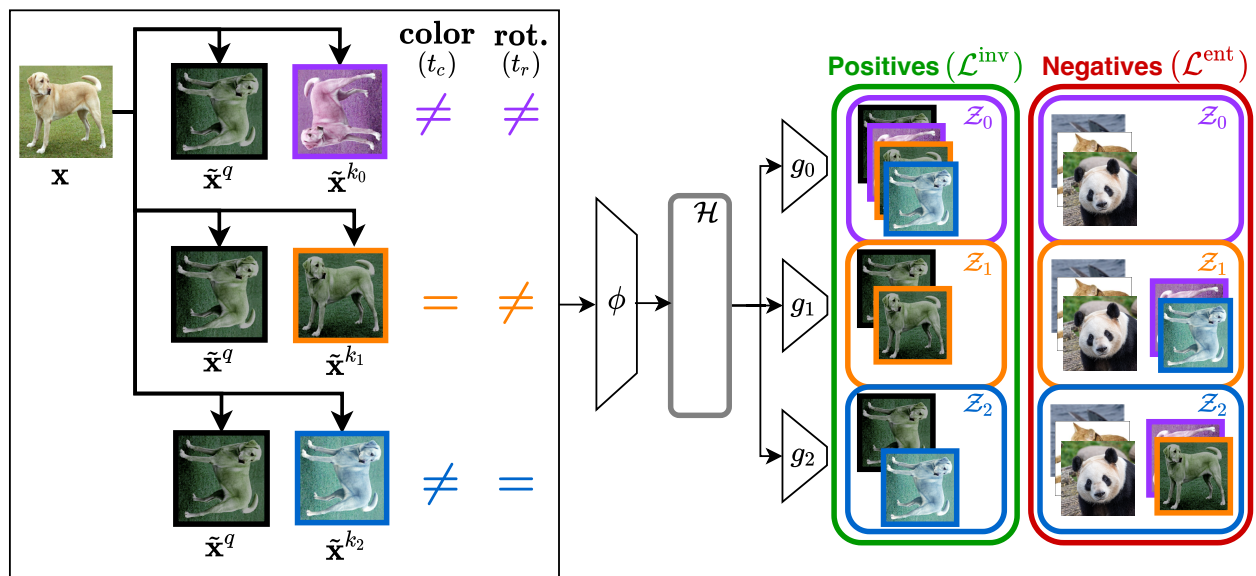 color rot.
(t_c) (t_r)
x
x̃^q x̃^{k_0} ≠ ≠
x̃^q x̃^{k_1} = ≠
x̃^q x̃^{k_2} ≠ =
ϕ
ℋ
g_0
g_1
g_2
Positives (ℒ^inv) Negatives (ℒ^ent)
𝒵_0 𝒵_0
𝒵_1 𝒵_1
𝒵_2 𝒵_2